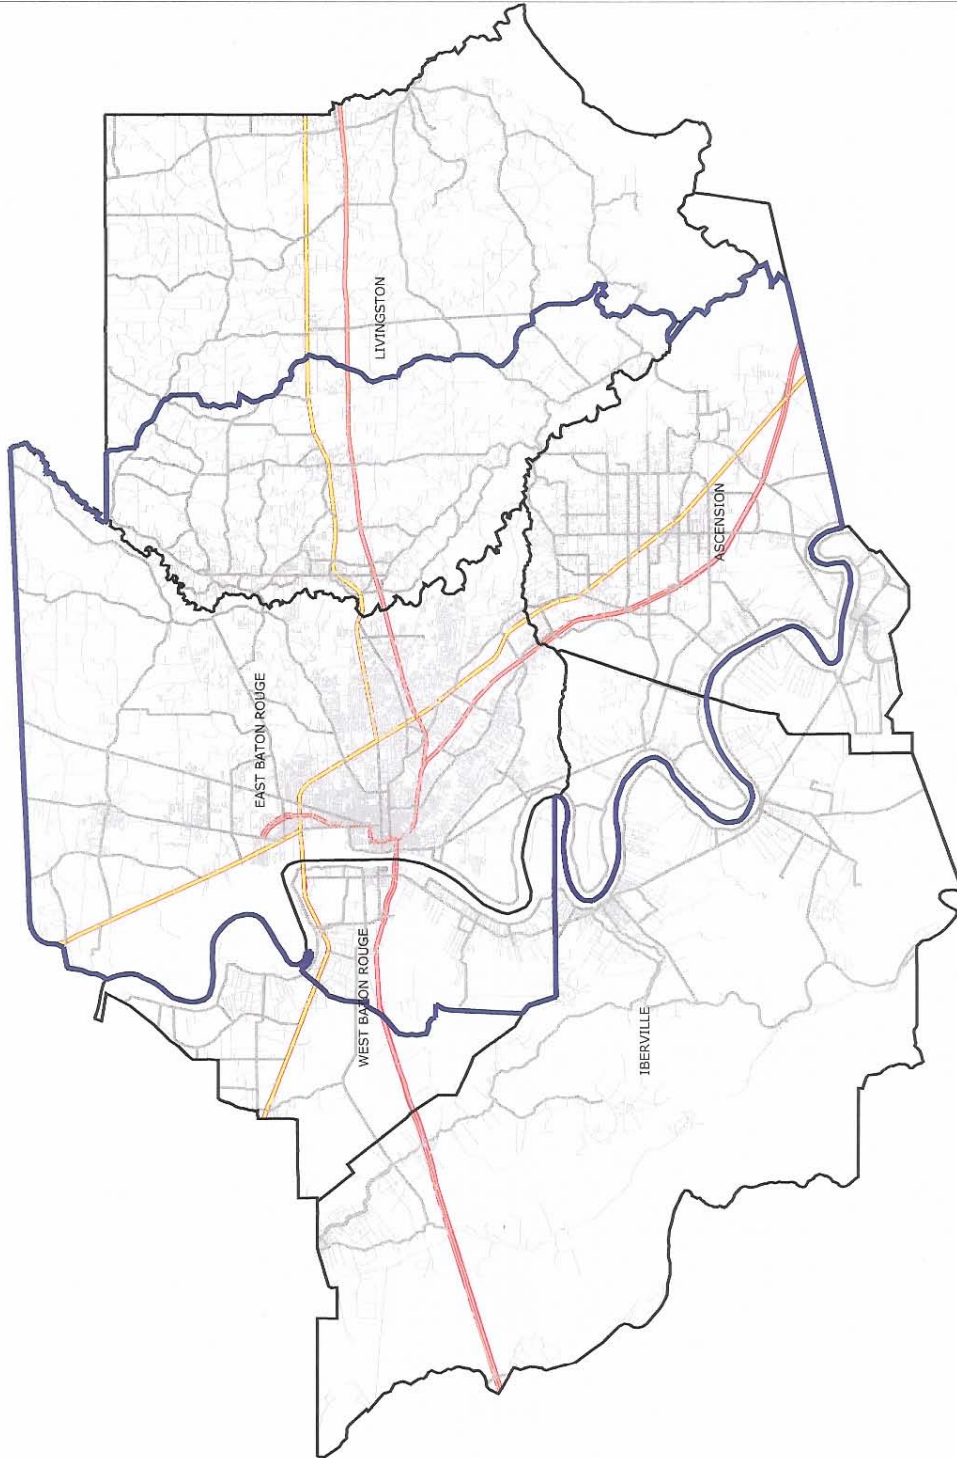 LIVINGSTON
EAST BATON ROUGE
ASCENSION
WEST BATON ROUGE
IBERVILLE